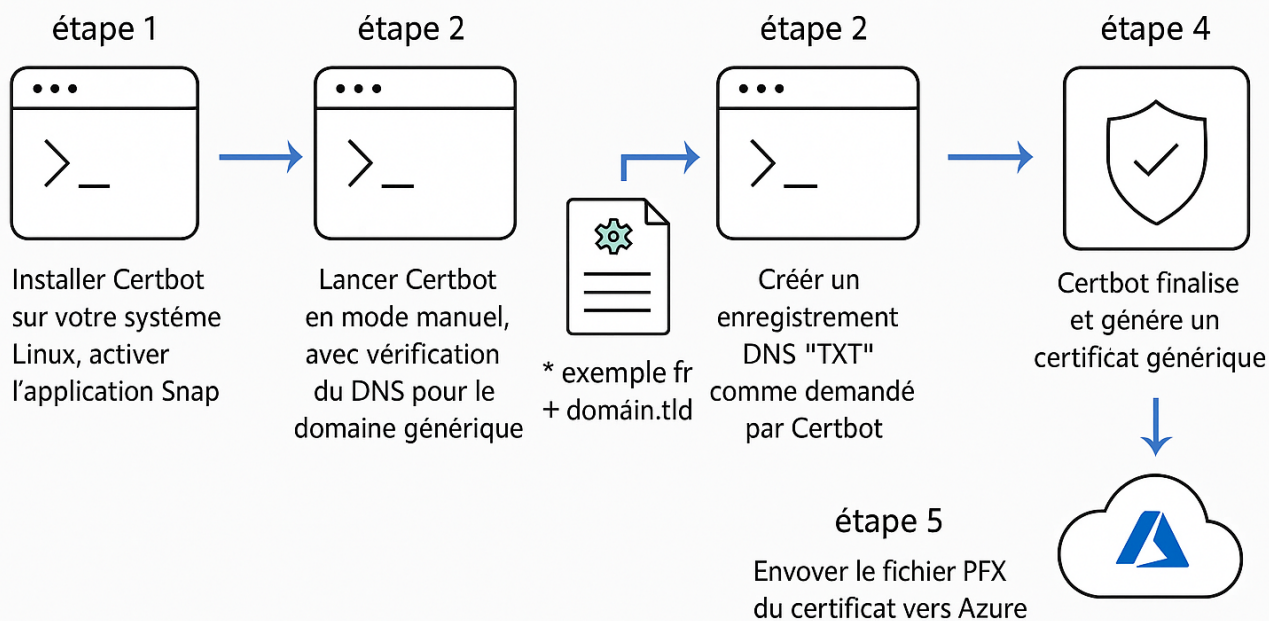 étape 1
Installer Certbot
sur votre systéme
Linux, activer
l'application Snap
étape 2
Lancer Certbot
en mode manuel,
avec vérification
du DNS pour le
domaine générique
* exemple fr
+ domáin.tld
étape 2
Créér un
enregistrement
DNS "TXT"
comme demandé
par Certbot
étape 4
Certbot finalise
et génére un
certificat générique
étape 5
Envover le fichier PFX
du certificat vers Azure